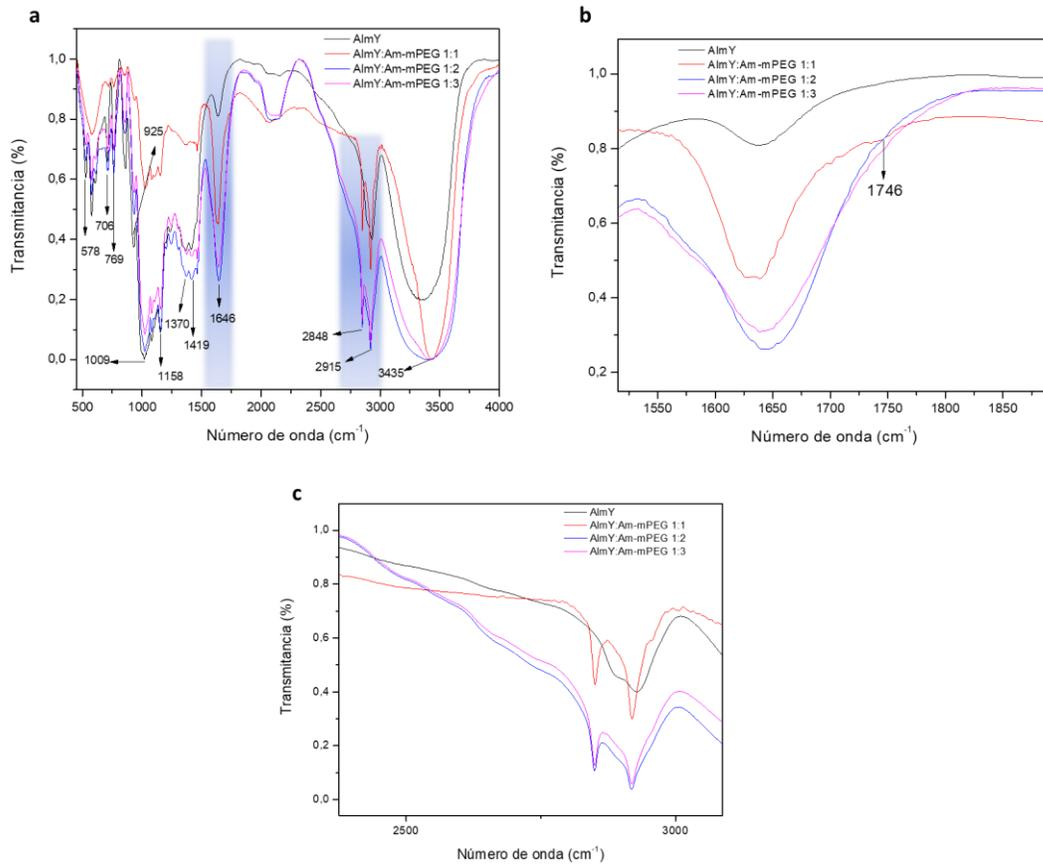 a
AlmY
AlmY:Am-mPEG 1:1
AlmY:Am-mPEG 1:2
AlmY:Am-mPEG 1:3
1,0
0,8
0,6
0,4
0,2
0,0
Transmitancia (%)
925
706
578
769
1370
1646
1419
1009
1158
2848
2915
3435
500 1000 1500 2000 2500 3000 3500 4000
Número de onda (cm⁻¹)
b
AlmY
AlmY:Am-mPEG 1:1
AlmY:Am-mPEG 1:2
AlmY:Am-mPEG 1:3
1,0
0,8
0,6
0,4
0,2
Transmitancia (%)
1746
1550 1600 1650 1700 1750 1800 1850
Número de onda (cm⁻¹)
c
AlmY
AlmY:Am-mPEG 1:1
AlmY:Am-mPEG 1:2
AlmY:Am-mPEG 1:3
1,0
0,8
0,6
0,4
0,2
0,0
Transmitancia (%)
2500 3000
Número de onda (cm⁻¹)